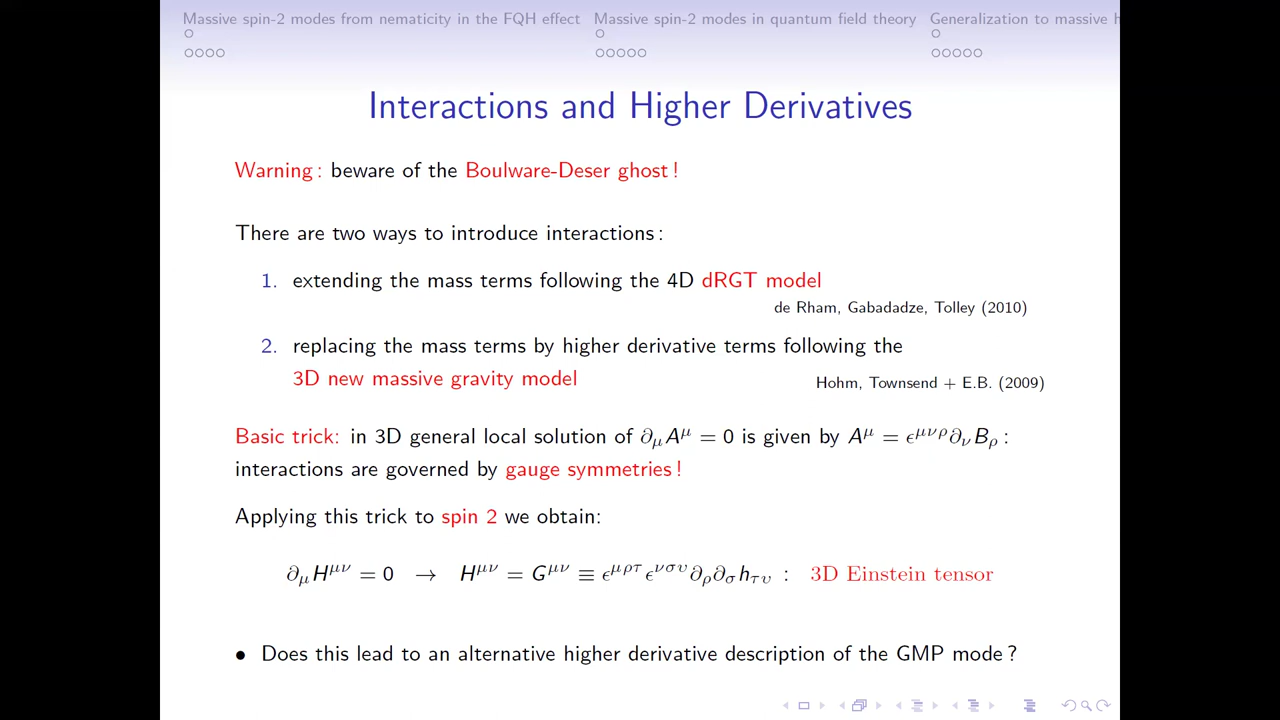 Massive spin-2 modes from nematicity in the FQH effect Massive spin-2 modes in quantum field theory Generalization to massive h
Interactions and Higher Derivatives
Warning : beware of the Boulware-Deser ghost !
There are two ways to introduce interactions :
1. extending the mass terms following the 4D dRGT model
de Rham, Gabadadze, Tolley (2010)
2. replacing the mass terms by higher derivative terms following the
3D new massive gravity model
Hohm, Townsend + E.B. (2009)
Basic trick: in 3D general local solution of ∂_μ A^μ = 0 is given by A^μ = ϵ^{μνρ} ∂_ν B_ρ :
interactions are governed by gauge symmetries !
Applying this trick to spin 2 we obtain:
∂_μ H^{μν} = 0 → H^{μν} = G^{μν} ≡ ϵ^{μρτ} ϵ^{νσυ} ∂_ρ ∂_σ h_{τυ} : 3D Einstein tensor
• Does this lead to an alternative higher derivative description of the GMP mode ?